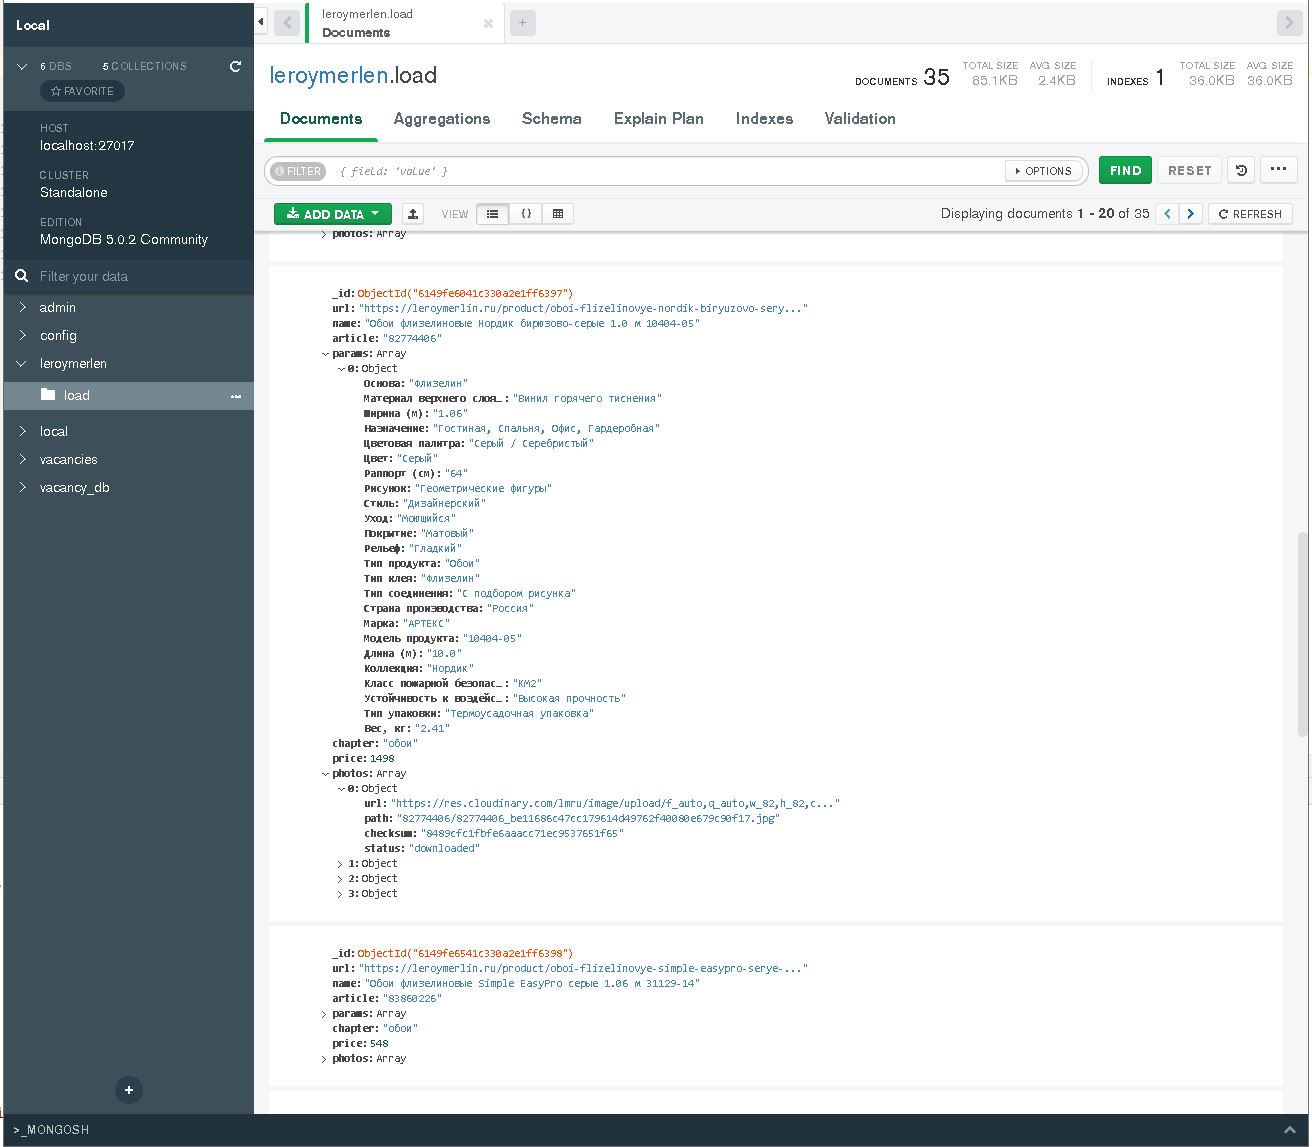 Local
leroymerlen.load
Documents
6 DBS 5 COLLECTIONS
FAVORITE
HOST
localhost:27017
CLUSTER
Standalone
EDITION
MongoDB 5.0.2 Community
Filter your data
admin
config
leroymerlen
load
local
vacancies
vacancy_db
leroymerlen.load
DOCUMENTS 35 TOTAL SIZE 85.1KB AVG. SIZE 2.4KB INDEXES 1 TOTAL SIZE 36.0KB AVG. SIZE 36.0KB
Documents Aggregations Schema Explain Plan Indexes Validation
FILTER { field: 'value' } OPTIONS FIND RESET
ADD DATA VIEW {} Displaying documents 1 - 20 of 35 REFRESH
photos: Array
_id: ObjectId("6149fe6041c330a2e1ff6397")
url: "https://leroymerlin.ru/product/oboi-flizelinovye-nordik-biryuzovo-sery..."
name: "Обои флизелиновые Нордик бирюзово-серые 1.0 м 10404-05"
article: "82774406"
params: Array
0: Object
Основа: "Флизелин"
Материал верхнего слоя…: "Винил горячего тиснения"
Ширина (м): "1.06"
Назначение: "Гостиная, Спальня, Офис, Гардеробная"
Цветовая палитра: "Серый / Серебристый"
Цвет: "Серый"
Раппорт (см): "64"
Рисунок: "Геометрические фигуры"
Стиль: "Дизайнерский"
Уход: "Моющийся"
Покрытие: "Матовый"
Рельеф: "Гладкий"
Тип продукта: "Обои"
Тип клея: "Флизелин"
Тип соединения: "С подбором рисунка"
Страна производства: "Россия"
Марка: "АРТЕКС"
Модель продукта: "10404-05"
Длина (м): "10.0"
Коллекция: "Нордик"
Класс пожарной безопас…: "КМ2"
Устойчивость к воздейс…: "Высокая прочность"
Тип упаковки: "Термоусадочная упаковка"
Вес, кг: "2.41"
chapter: "обои"
price: 1498
photos: Array
0: Object
url: "https://res.cloudinary.com/lmru/image/upload/f_auto,q_auto,w_82,h_82,c..."
path: "82774406/82774406_be11686c47cc179614d49762f40080e679c90f17.jpg"
checksum: "8489cfc1fbfe6aaacc71ec9537651f65"
status: "downloaded"
1: Object
2: Object
3: Object
_id: ObjectId("6149fe6541c330a2e1ff6398")
url: "https://leroymerlin.ru/product/oboi-flizelinovye-simple-easypro-serye-..."
name: "Обои флизелиновые Simple EasyPro серые 1.06 м 31129-14"
article: "83860226"
params: Array
chapter: "обои"
price: 548
photos: Array
>_MONGOSH